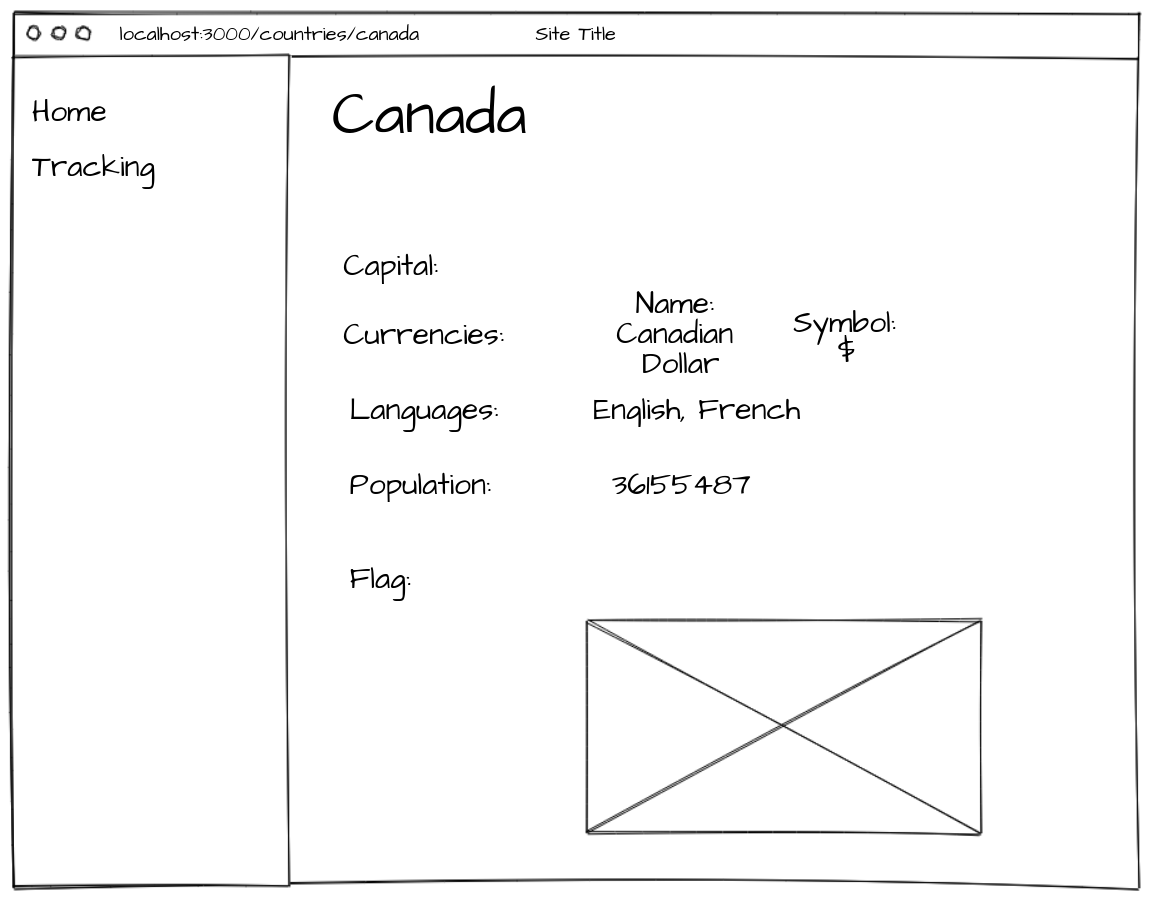 localhost:3000/countries/canada Site Title
Home
Tracking
Canada
Capital:
Currencies:
Name:
Canadian
Dollar
Symbol:
$
Languages: English, French
Population: 36155487
Flag: